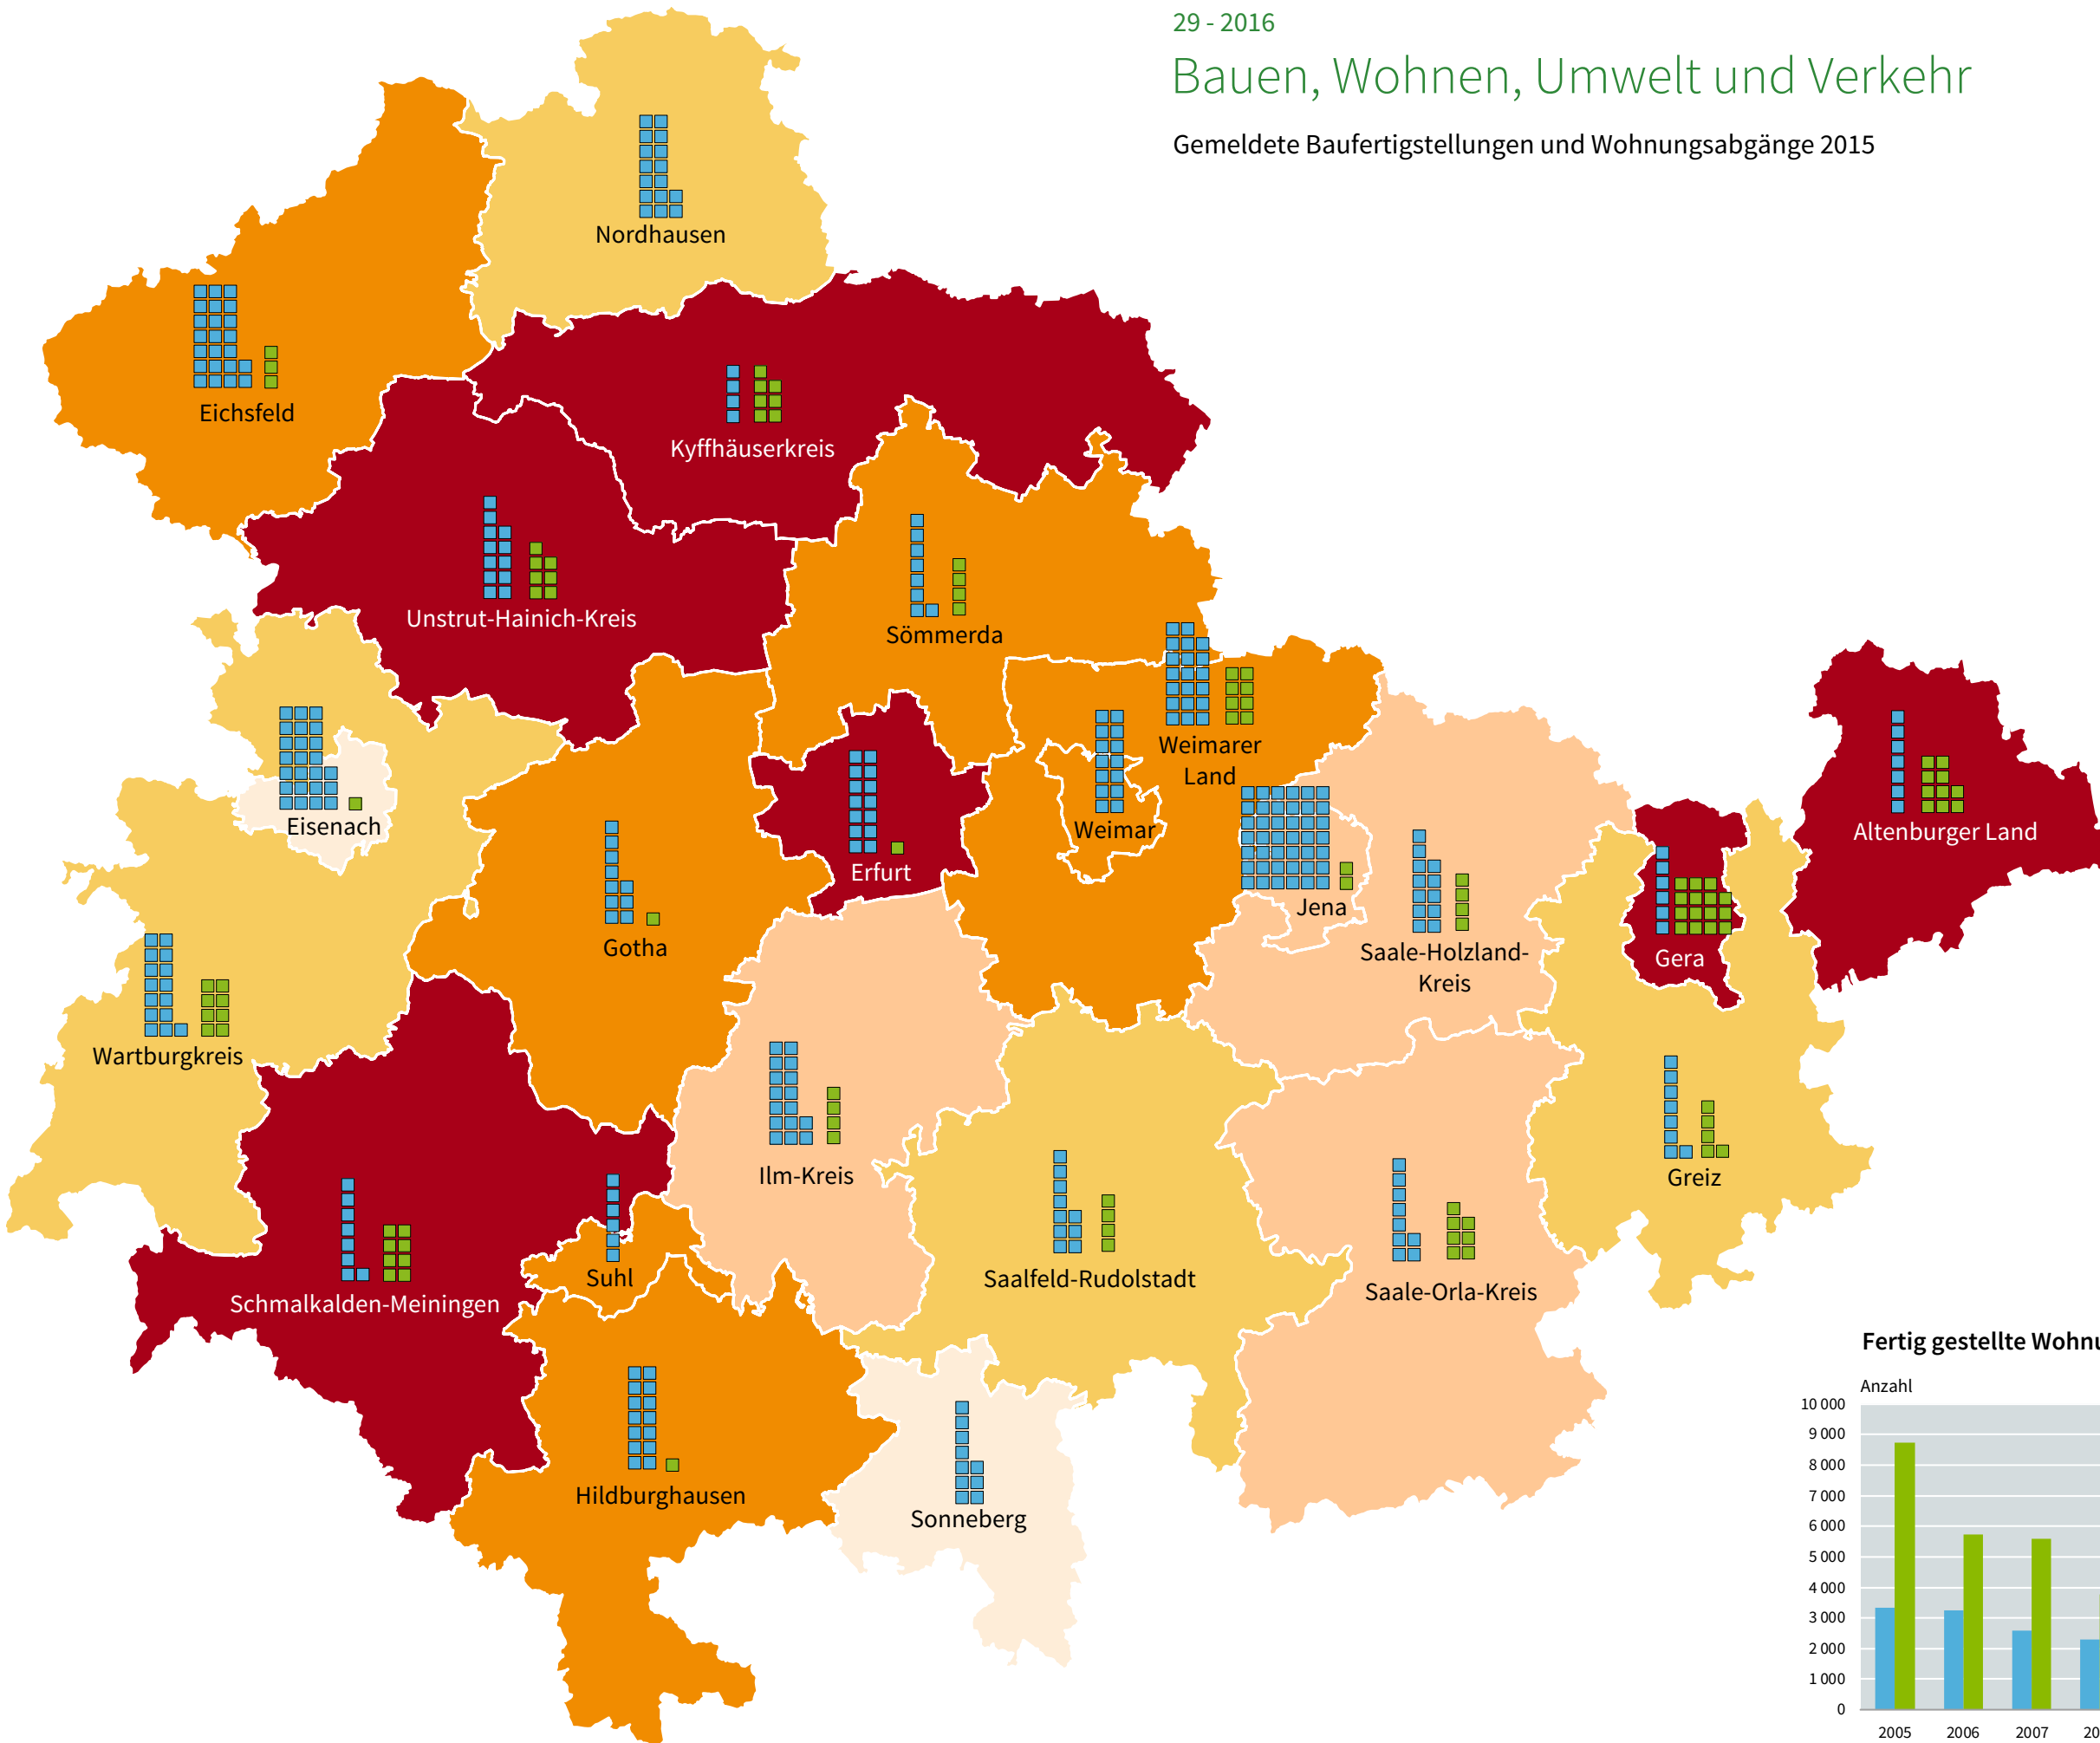 29 - 2016
Bauen, Wohnen, Umwelt und Verkehr
Gemeldete Baufertigstellungen und Wohnungsabgänge 2015
Nordhausen
Eichsfeld
Kyffhäuserkreis
Unstrut-Hainich-Kreis
Sömmerda
Weimarer
Land
Eisenach
Weimar
Altenburger Land
Erfurt
Jena
Gotha
Saale-Holzland-
Kreis
Gera
Wartburgkreis
Ilm-Kreis
Greiz
Suhl
Saalfeld-Rudolstadt
Saale-Orla-Kreis
Schmalkalden-Meiningen
Hildburghausen
Sonneberg
Fertig gestellte
Anzahl
10 000
9 000
8 000
7 000
6 000
5 000
4 000
3 000
2 000
1 000
0
2005 2006 2007